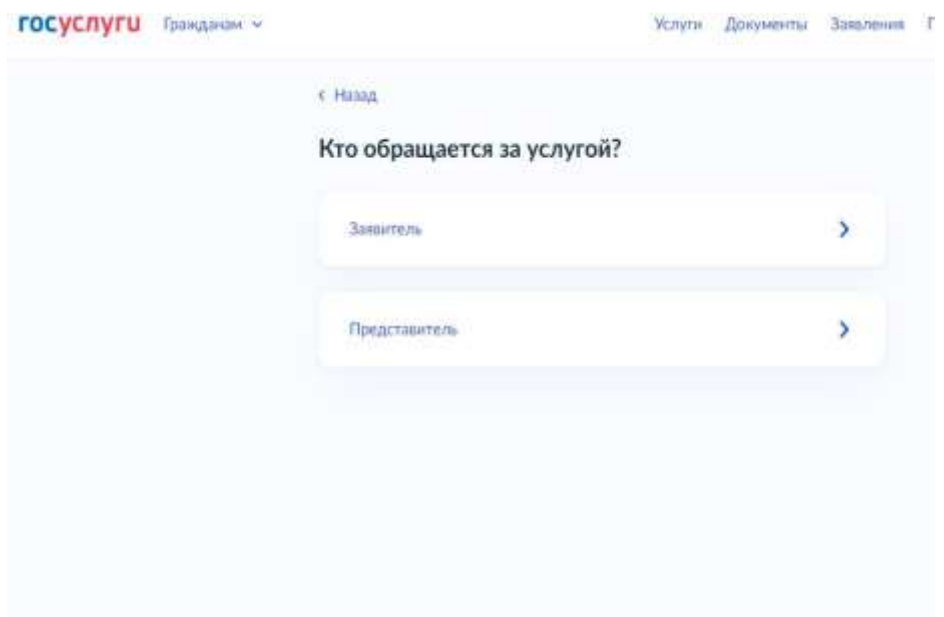 госуслуги Гражданам Услуги Документы Заявления П
Назад
Кто обращается за услугой?
Заявитель
Представитель